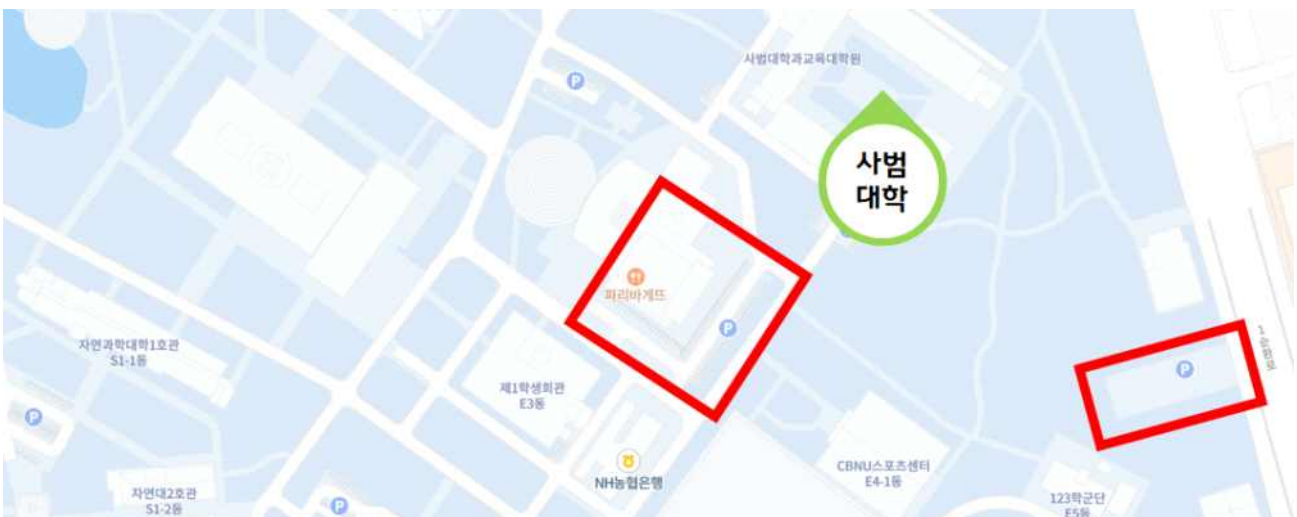 사범대학과교육대학원
P
사범
대학
파리바게뜨
P
1순환로
P
자연과학대학1호관
S1-1동
제1학생회관
E3동
P
NH농협은행
CBNU스포츠센터
E4-1동
자연대2호관
S1-2동
P
123학군단
E5동